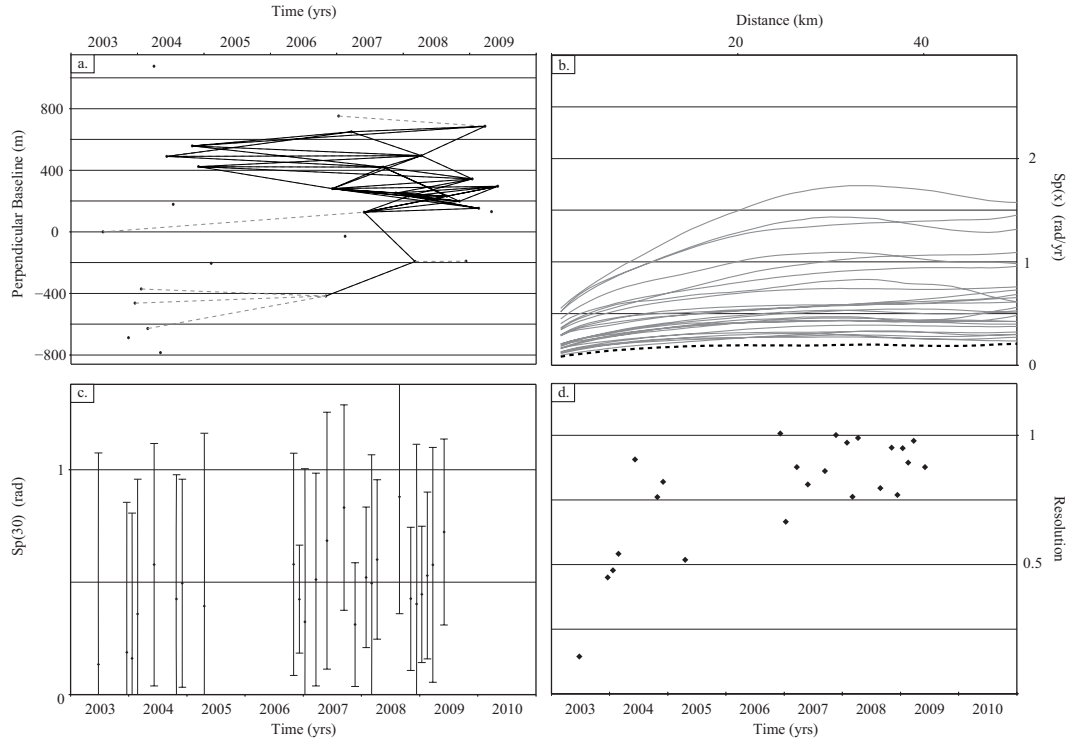 Time (yrs)
2003 2004 2005 2006 2007 2008 2009
a.
Perpendicular Baseline (m)
800
400
0
−400
−800
Distance (km)
20 40
b.
2
1
0
Sp(x) (rad/yr)
c.
Sp(30) (rad)
1
0
2003 2004 2005 2006 2007 2008 2009 2010
Time (yrs)
d.
1
0.5
Resolution
2003 2004 2005 2006 2007 2008 2009 2010
Time (yrs)